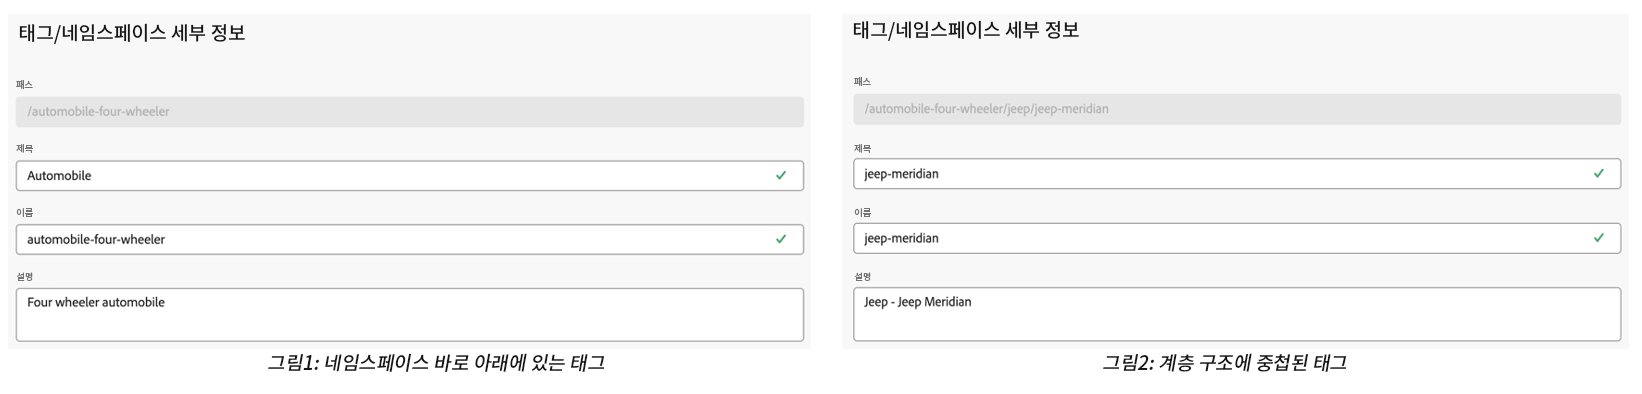 태그/네임스페이스 세부 정보
패스
/automobile-four-wheeler
제목
Automobile
이름
automobile-four-wheeler
설명
Four wheeler automobile
그림1: 네임스페이스 바로 아래에 있는 태그
태그/네임스페이스 세부 정보
패스
/automobile-four-wheeler/jeep/jeep-meridian
제목
jeep-meridian
이름
jeep-meridian
설명
Jeep - Jeep Meridian
그림2: 계층 구조에 중첩된 태그